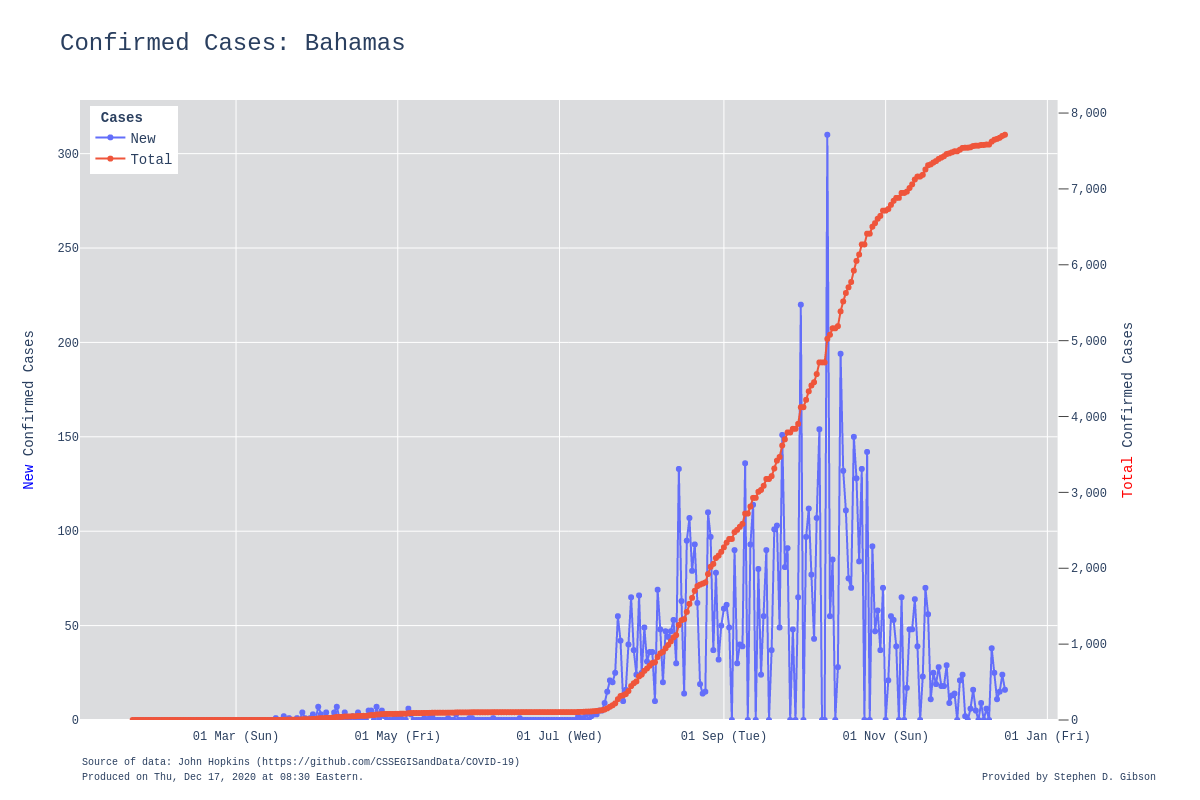 Confirmed Cases: Bahamas
Cases
New
Total
300
250
200
150
100
50
0
8,000
7,000
6,000
5,000
4,000
3,000
2,000
1,000
0
New Confirmed Cases
Total Confirmed Cases
01 Mar (Sun)
01 May (Fri)
01 Jul (Wed)
01 Sep (Tue)
01 Nov (Sun)
01 Jan (Fri)
Source of data: John Hopkins (https://github.com/CSSEGISandData/COVID-19)
Produced on Thu, Dec 17, 2020 at 08:30 Eastern.
Provided by Stephen D. Gibson